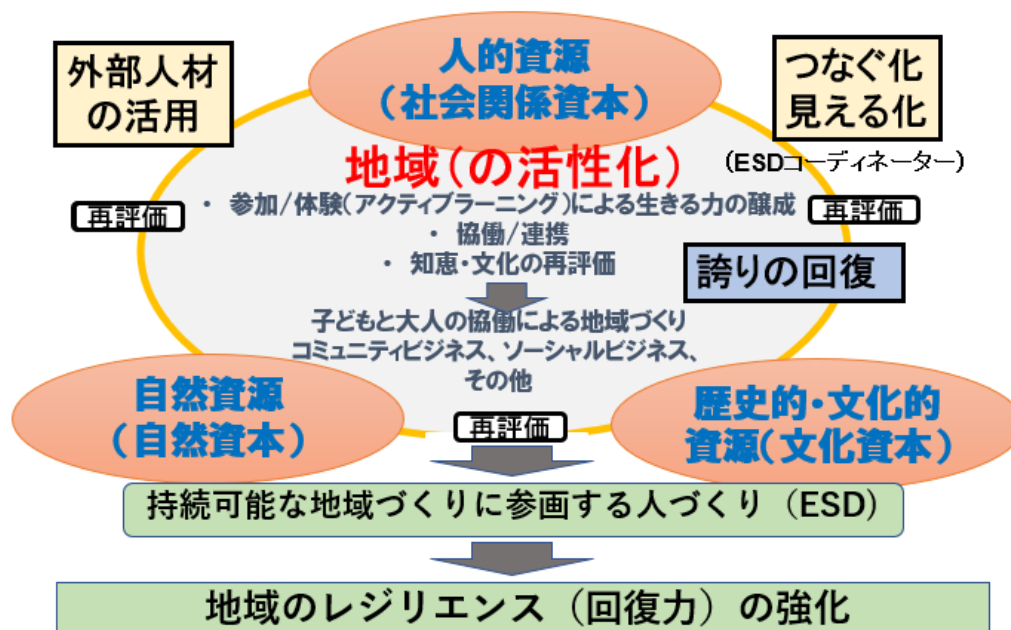 外部人材
の活用
人的資源
(社会関係資本)
つなぐ化
見える化
(ESDコーディネーター)
地域(の活性化)
再評価
・ 参加/体験(アクティブラーニング)による生きる力の醸成
再評価
・ 協働/連携
・ 知恵・文化の再評価
誇りの回復
子どもと大人の協働による地域づくり
コミュニティビジネス、ソーシャルビジネス、
その他
自然資源
(自然資本)
再評価
歴史的・文化的
資源(文化資本)
持続可能な地域づくりに参画する人づくり(ESD)
地域のレジリエンス(回復力)の強化